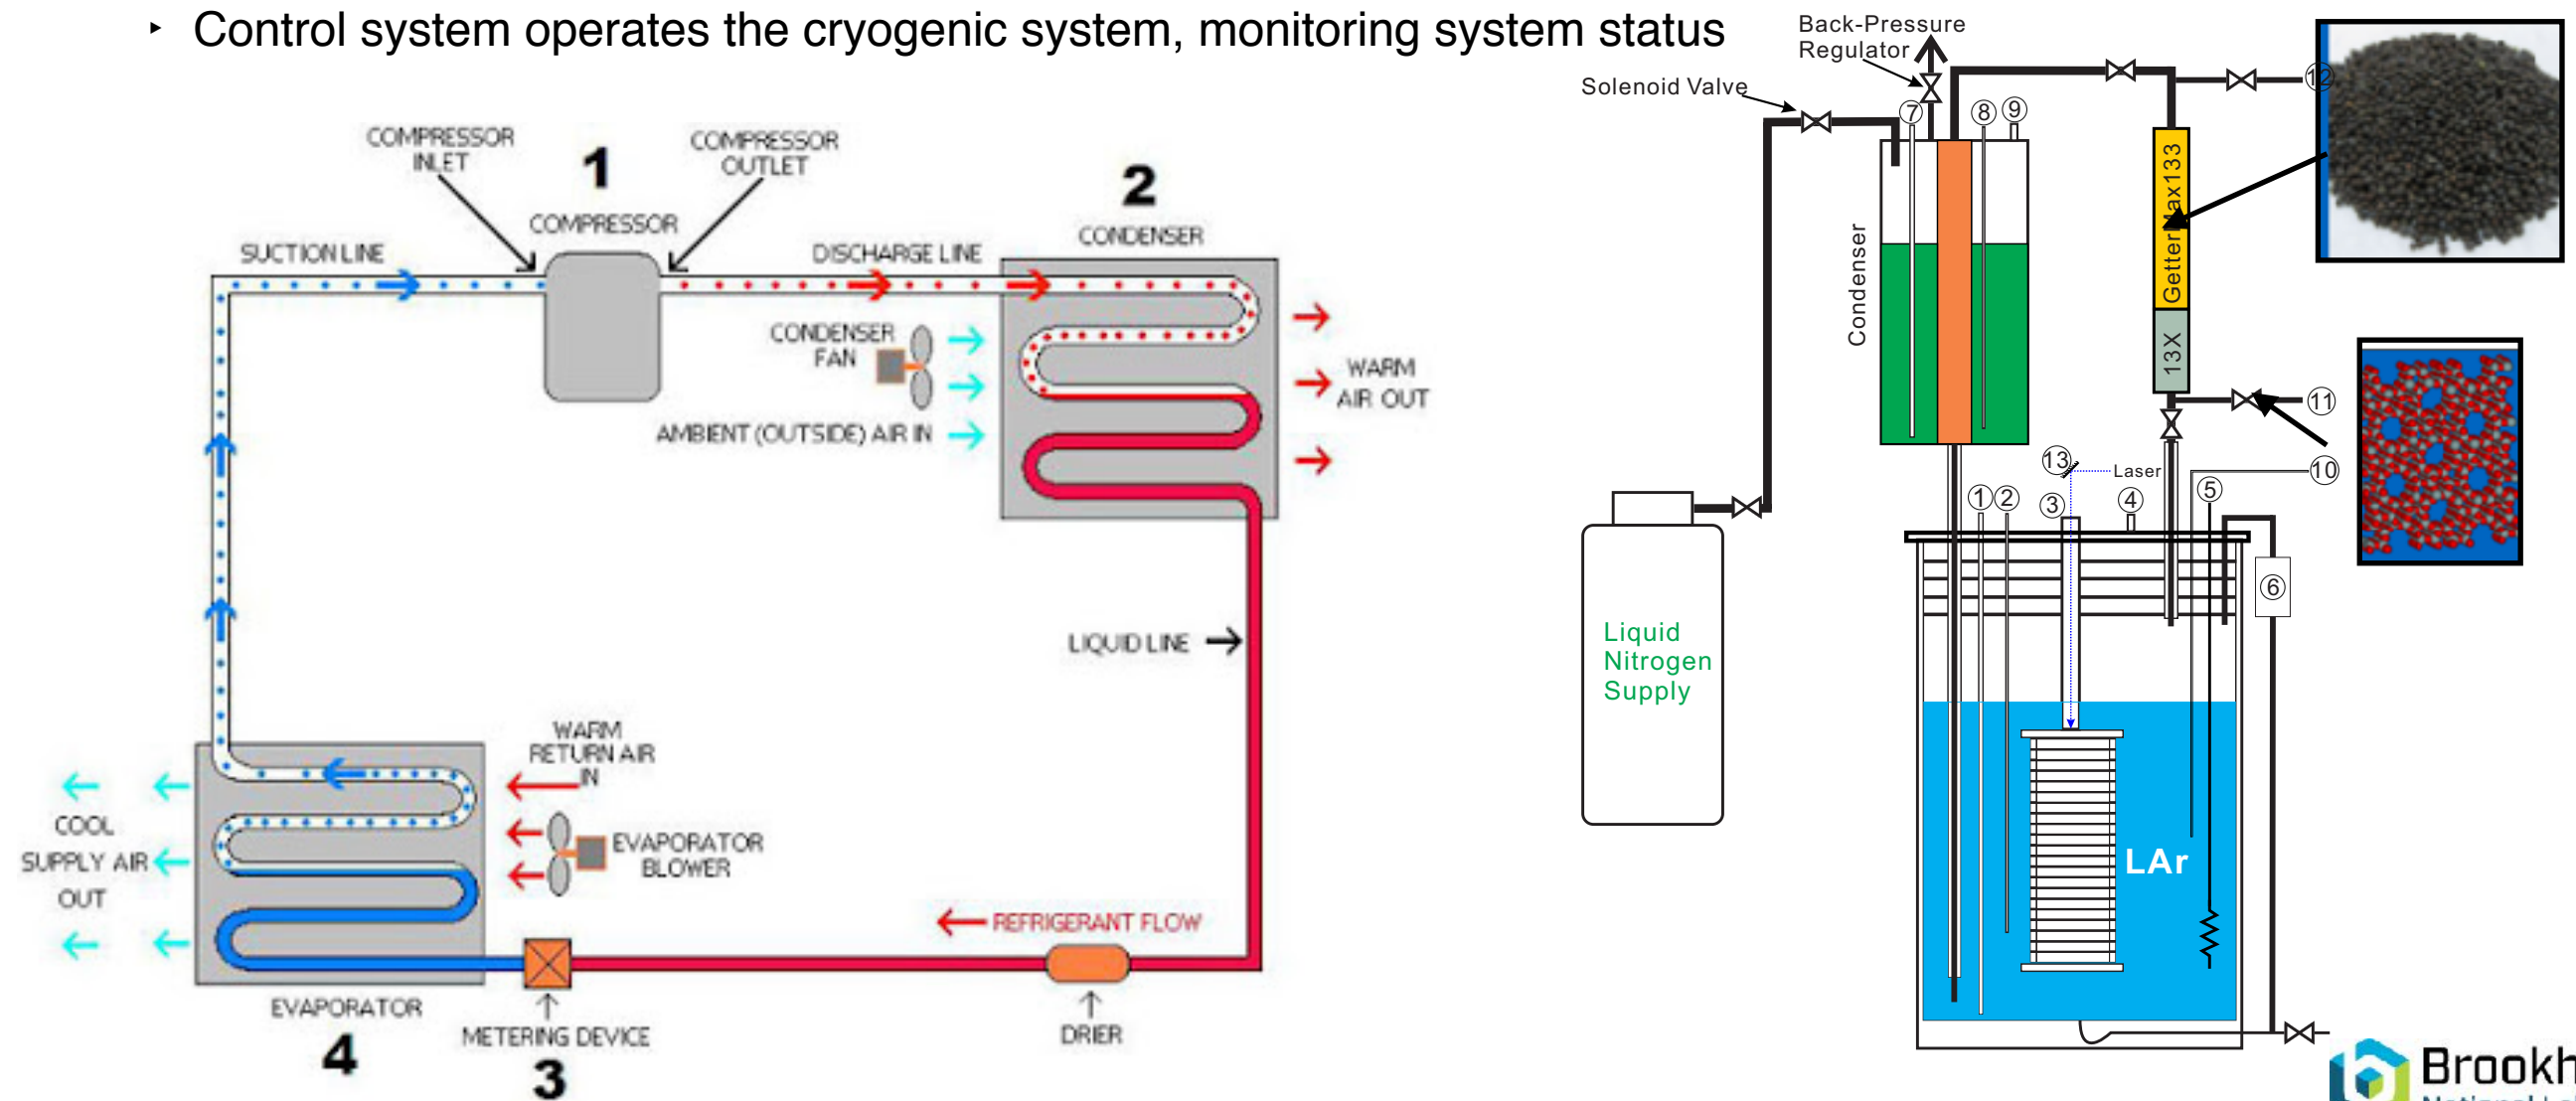 ‣ Control system operates the cryogenic system, monitoring system status
COMPRESSOR
INLET
1
COMPRESSOR
OUTLET
COMPRESSOR
2
CONDENSER
SUCTION LINE
DISCHARGE LINE
CONDENSER
FAN
AMBIENT (OUTSIDE) AIR IN
WARM
AIR OUT
LIQUID LINE
WARM
RETURN AIR
IN
COOL
SUPPLY AIR
OUT
EVAPORATOR
BLOWER
REFRIGERANT FLOW
EVAPORATOR
4
METERING DEVICE
3
DRIER
Back-Pressure
Regulator
Solenoid Valve
7
8
9
12
Condenser
13X
11
13
Laser
10
1
2
3
4
5
6
Liquid
Nitrogen
Supply
LAr